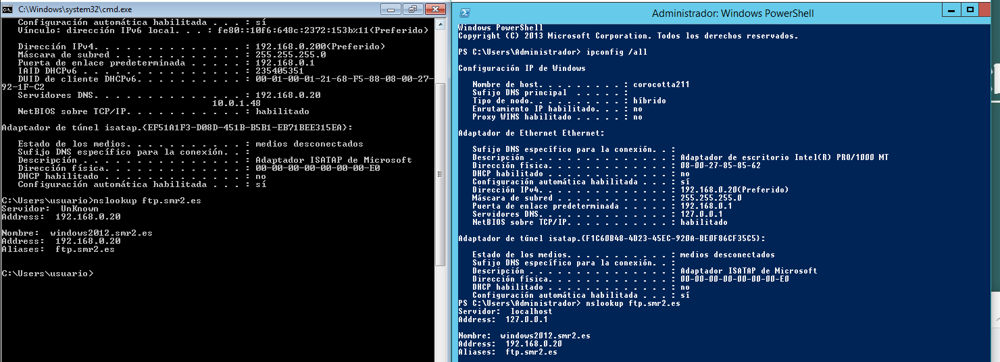 C:\Windows\system32\cmd.exe
Configuración automática habilitada . . . : sí
Vínculo: dirección IPv6 local. . . : fe80::10f6:648c:2372:153b%11(Preferido)
Dirección IPv4. . . . . . . . . . . . . . : 192.168.0.200(Preferido)
Máscara de subred . . . . . . . . . . . . : 255.255.255.0
Puerta de enlace predeterminada . . . . . : 192.168.0.1
IAID DHCPv6 . . . . . . . . . . . . . . . : 235405351
DUID de cliente DHCPv6. . . . . . . . . . : 00-01-00-01-21-68-F5-88-08-00-27-
92-1F-C2
Servidores DNS. . . . . . . . . . . . . . : 192.168.0.20
10.0.1.48
NetBIOS sobre TCP/IP. . . . . . . . . . . : habilitado
Adaptador de túnel isatap.{EF51A1F3-D08D-451B-B5B1-EB71BEE315EA}:
Estado de los medios. . . . . . . . . . . : medios desconectados
Sufijo DNS específico para la conexión. . :
Descripción . . . . . . . . . . . . . . . : Adaptador ISATAP de Microsoft
Dirección física. . . . . . . . . . . . . : 00-00-00-00-00-00-00-E0
DHCP habilitado . . . . . . . . . . . . . : no
Configuración automática habilitada . . . : sí
C:\Users\usuario>nslookup ftp.smr2.es
Servidor:  UnKnown
Address:  192.168.0.20
Nombre:  windows2012.smr2.es
Address:  192.168.0.20
Aliases:  ftp.smr2.es
C:\Users\usuario>
Administrador: Windows PowerShell
Windows PowerShell
Copyright (C) 2013 Microsoft Corporation. Todos los derechos reservados.
PS C:\Users\Administrador> ipconfig /all
Configuración IP de Windows
Nombre de host. . . . . . . . . : corocotta211
Sufijo DNS principal  . . . . . :
Tipo de nodo. . . . . . . . . . : híbrido
Enrutamiento IP habilitado. . . : no
Proxy WINS habilitado . . . . . : no
Adaptador de Ethernet Ethernet:
Sufijo DNS específico para la conexión. . :
Descripción . . . . . . . . . . . . . . . : Adaptador de escritorio Intel(R) PRO/1000 MT
Dirección física. . . . . . . . . . . . . : 08-00-27-85-85-62
DHCP habilitado . . . . . . . . . . . . . : no
Configuración automática habilitada . . . : sí
Dirección IPv4. . . . . . . . . . . . . . : 192.168.0.20(Preferido)
Máscara de subred . . . . . . . . . . . . : 255.255.255.0
Puerta de enlace predeterminada . . . . . : 192.168.0.1
Servidores DNS. . . . . . . . . . . . . . : 127.0.0.1
NetBIOS sobre TCP/IP. . . . . . . . . . . : habilitado
Adaptador de túnel isatap.{F1C60B48-4D23-45EC-920A-BE0F86CF35C5}:
Estado de los medios. . . . . . . . . . . : medios desconectados
Sufijo DNS específico para la conexión. . :
Descripción . . . . . . . . . . . . . . . : Adaptador ISATAP de Microsoft
Dirección física. . . . . . . . . . . . . : 00-00-00-00-00-00-00-E0
DHCP habilitado . . . . . . . . . . . . . : no
Configuración automática habilitada . . . : sí
PS C:\Users\Administrador> nslookup ftp.smr2.es
Servidor:  localhost
Address:  127.0.0.1
Nombre:  windows2012.smr2.es
Address:  192.168.0.20
Aliases:  ftp.smr2.es